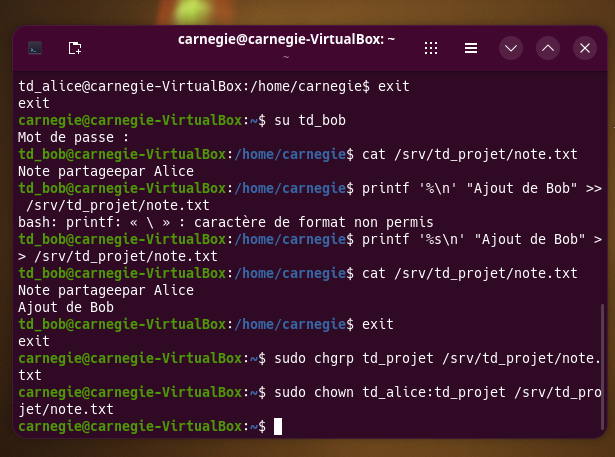 carnegie@carnegie-VirtualBox: ~
~
td_alice@carnegie-VirtualBox:/home/carnegie$ exit
exit
carnegie@carnegie-VirtualBox:~$ su td_bob
Mot de passe :
td_bob@carnegie-VirtualBox:/home/carnegie$ cat /srv/td_projet/note.txt
Note partageepar Alice
td_bob@carnegie-VirtualBox:/home/carnegie$ printf '%\n' "Ajout de Bob" >>
 /srv/td_projet/note.txt
bash: printf: « \ » : caractère de format non permis
td_bob@carnegie-VirtualBox:/home/carnegie$ printf '%s\n' "Ajout de Bob" >
> /srv/td_projet/note.txt
td_bob@carnegie-VirtualBox:/home/carnegie$ cat /srv/td_projet/note.txt
Note partageepar Alice
Ajout de Bob
td_bob@carnegie-VirtualBox:/home/carnegie$ exit
exit
carnegie@carnegie-VirtualBox:~$ sudo chgrp td_projet /srv/td_projet/note.
txt
carnegie@carnegie-VirtualBox:~$ sudo chown td_alice:td_projet /srv/td_pro
jet/note.txt
carnegie@carnegie-VirtualBox:~$